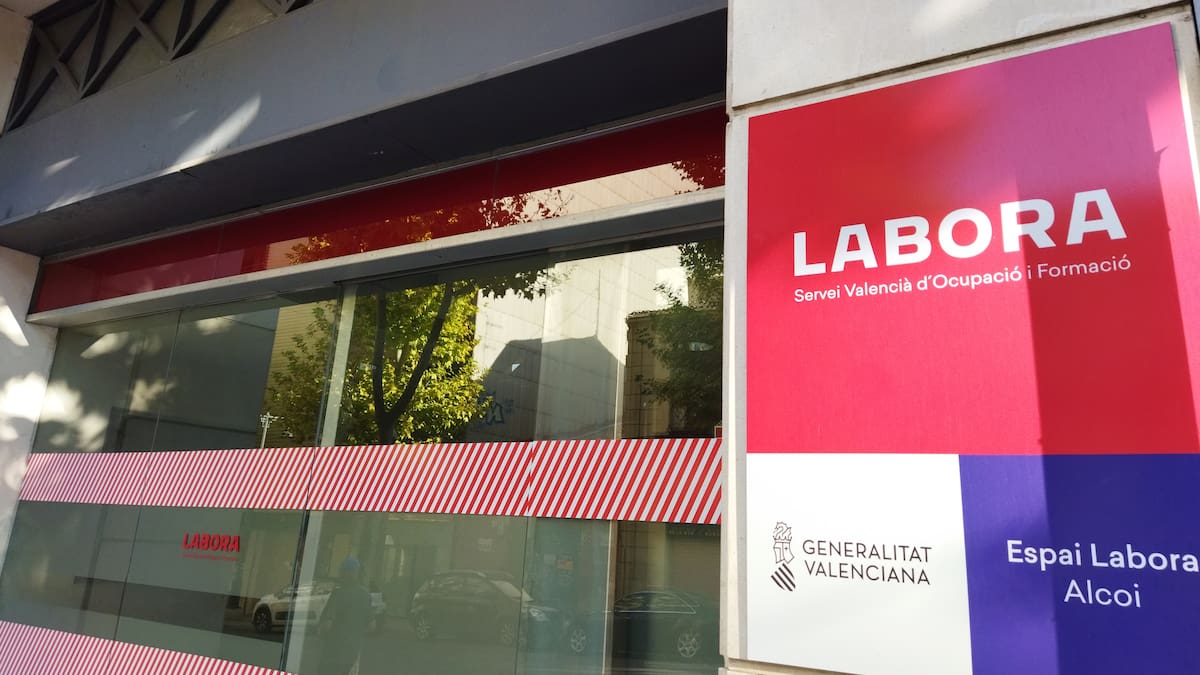 LABORA
Servei Valencià d'Ocupació i Formació
GENERALITAT
VALENCIANA
Espai Labora
Alcoi
LABORA